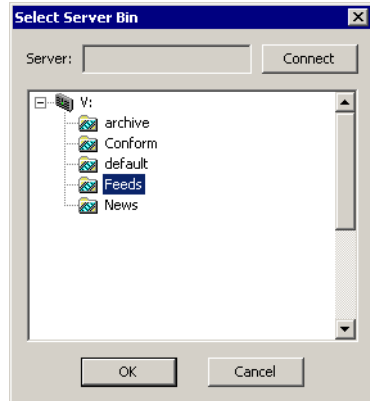 Select Server Bin
Server: Connect
V:
archive
Conform
default
Feeds
News
OK Cancel